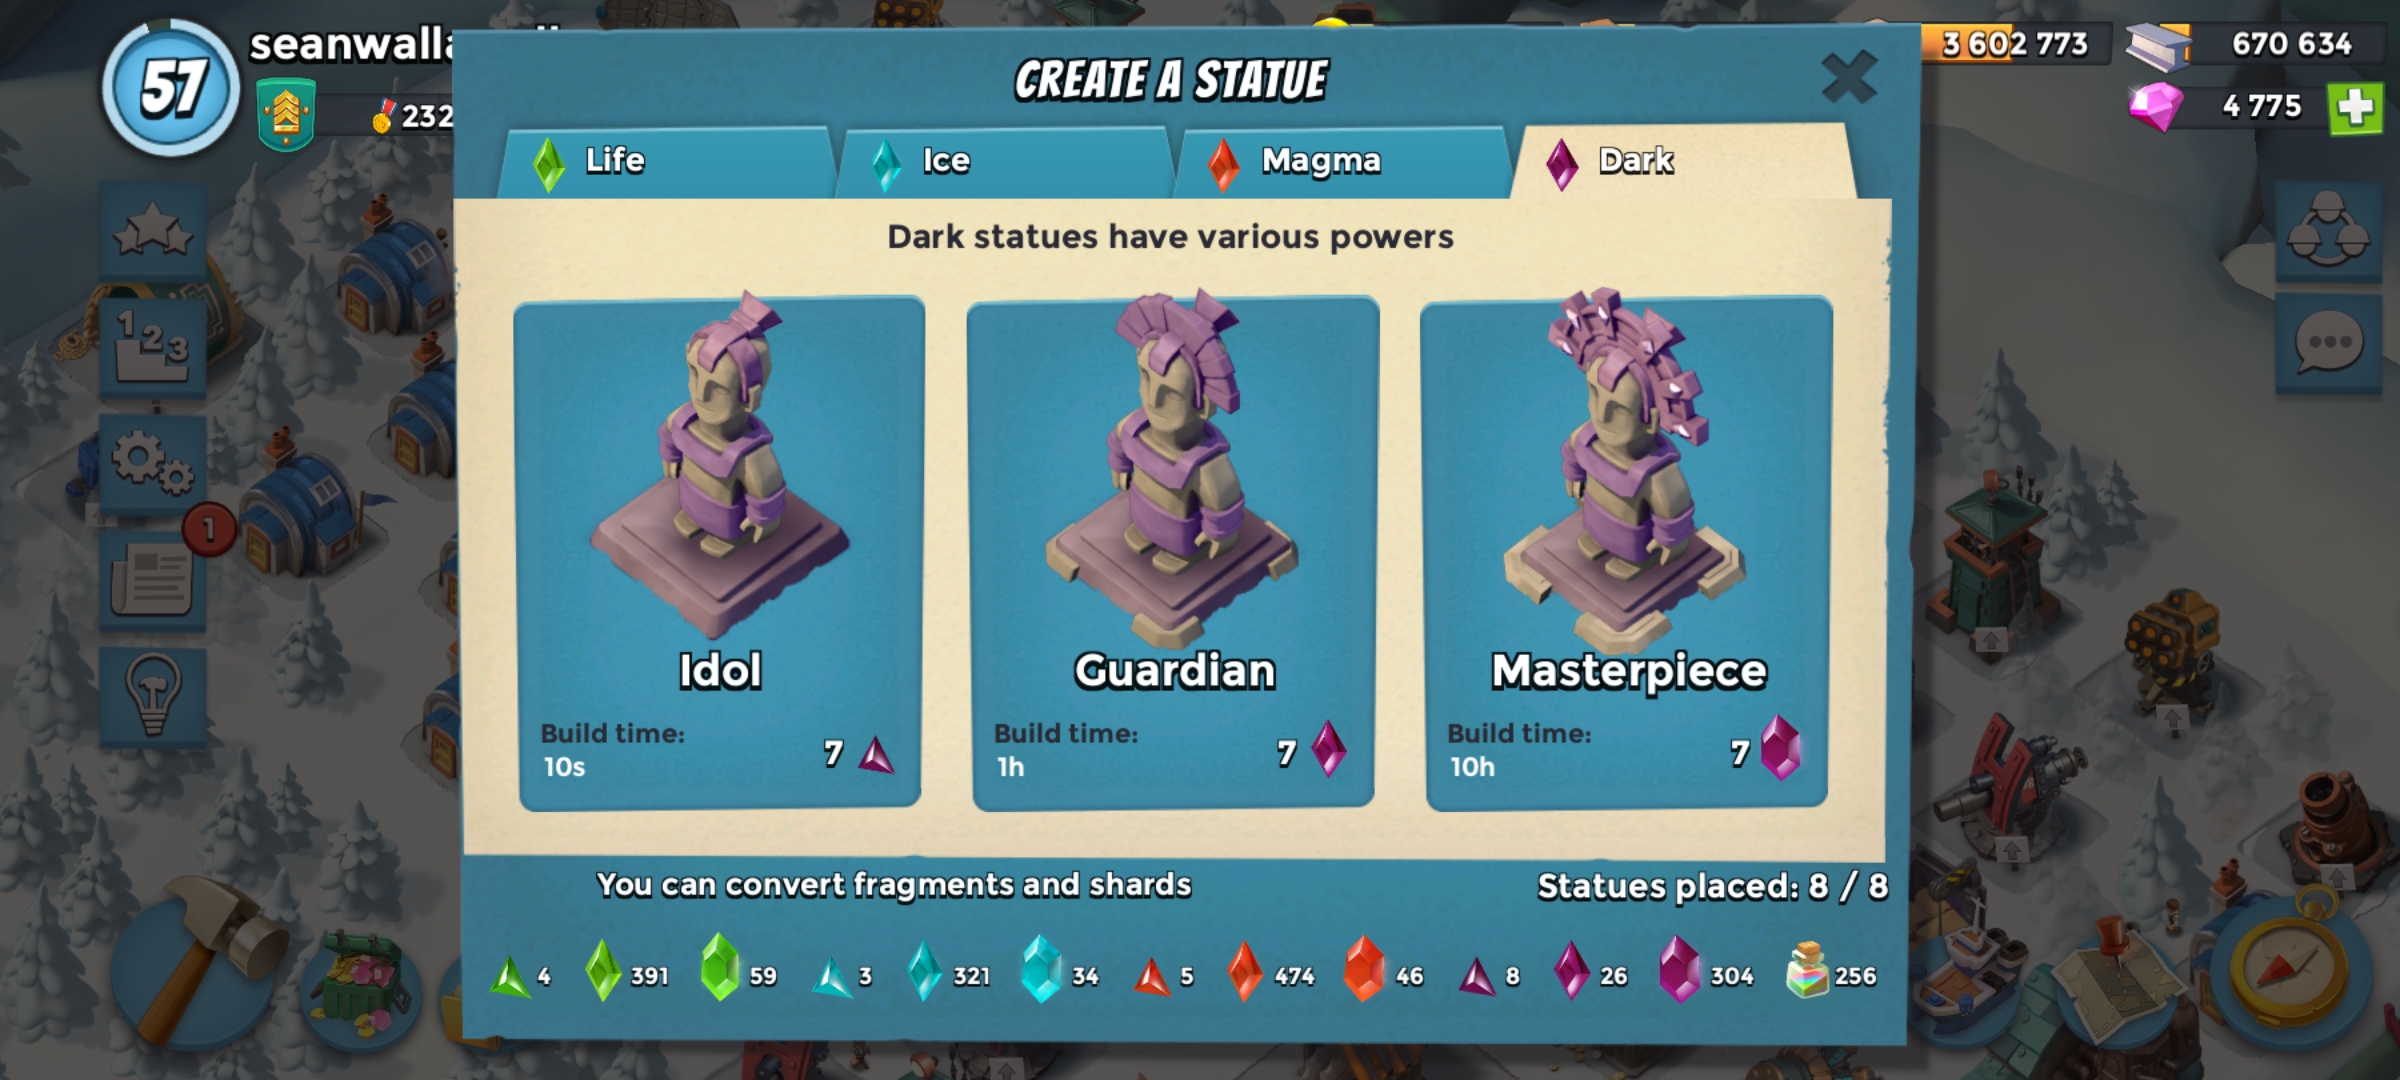 57
232
3 602 773
670 634
4 775
CREATE A STATUE
Life
Ice
Magma
Dark
Dark statues have various powers
1 2 3
1
Idol
Build time:
10s
7
Guardian
Build time:
1h
7
Masterpiece
Build time:
10h
7
You can convert fragments and shards
Statues placed: 8 / 8
4 391 59 3 321 34 5 474 46 8 26 304 256